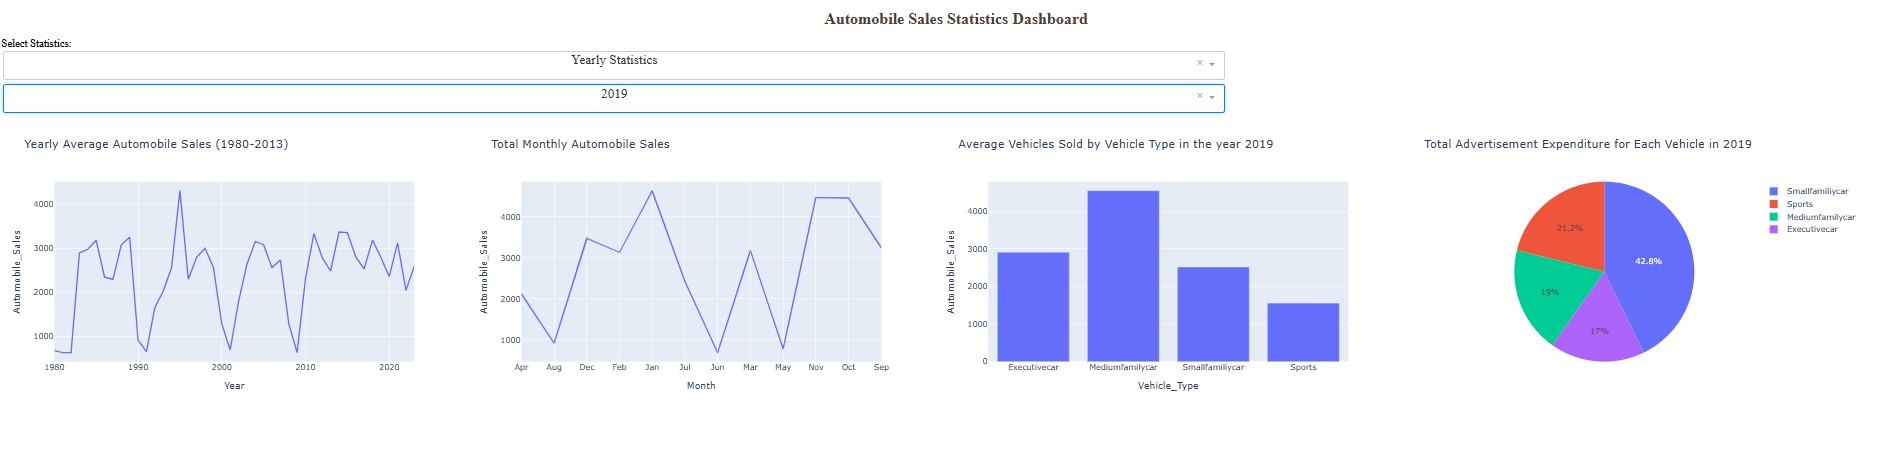 Automobile Sales Statistics Dashboard
Select Statistics:
Yearly Statistics
× 
2019
×
Yearly Average Automobile Sales (1980-2013)
Automobile_Sales
4000
3000
2000
1000
1980 1990 2000 2010 2020
Year
Total Monthly Automobile Sales
Automobile_Sales
4000
3000
2000
1000
Apr Aug Dec Feb Jan Jul Jun Mar May Nov Oct Sep
Month
Average Vehicles Sold by Vehicle Type in the year 2019
Automobile_Sales
4000
3000
2000
1000
0
Executivecar Mediumfamilycar Smallfamiliycar Sports
Vehicle_Type
Total Advertisement Expenditure for Each Vehicle in 2019
21.2%
42.8%
19%
17%
Smallfamiliycar
Sports
Mediumfamilycar
Executivecar